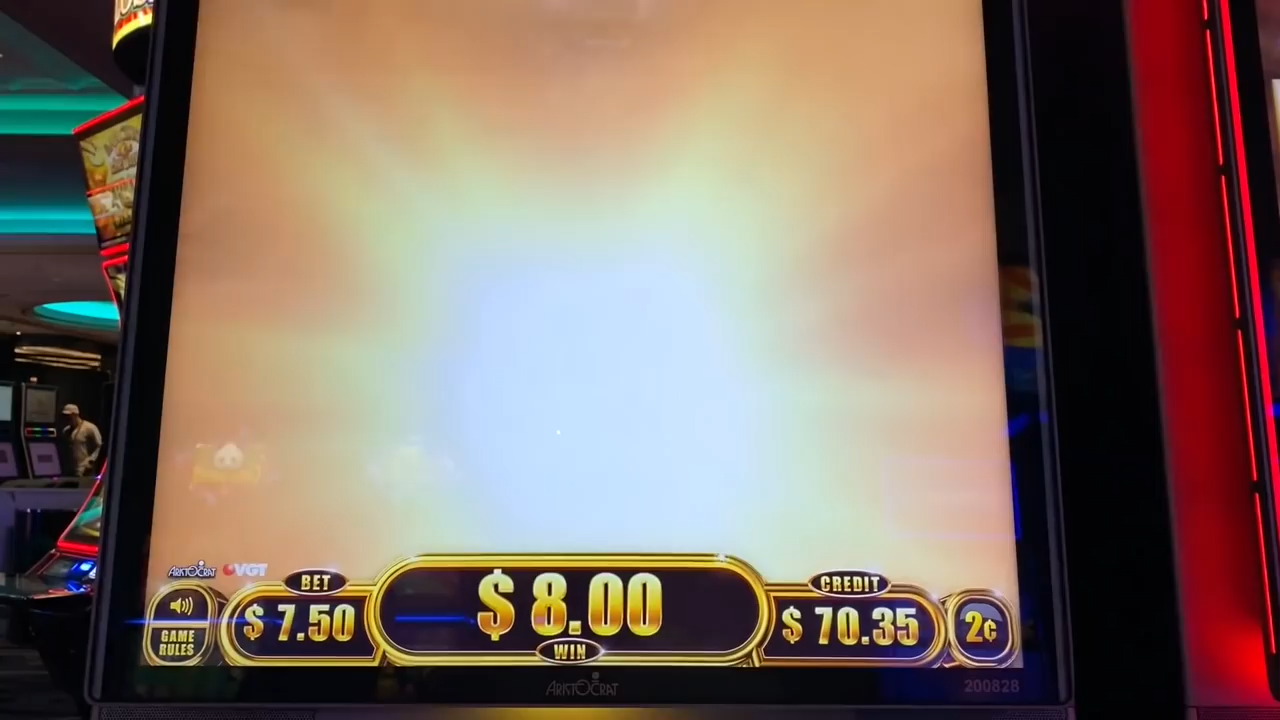 ARISTOCRAT VGT
BET
$ 7.50
$ 8.00
WIN
CREDIT
$ 70.35
2¢
GAME
RULES
ARISTOCRAT
200828